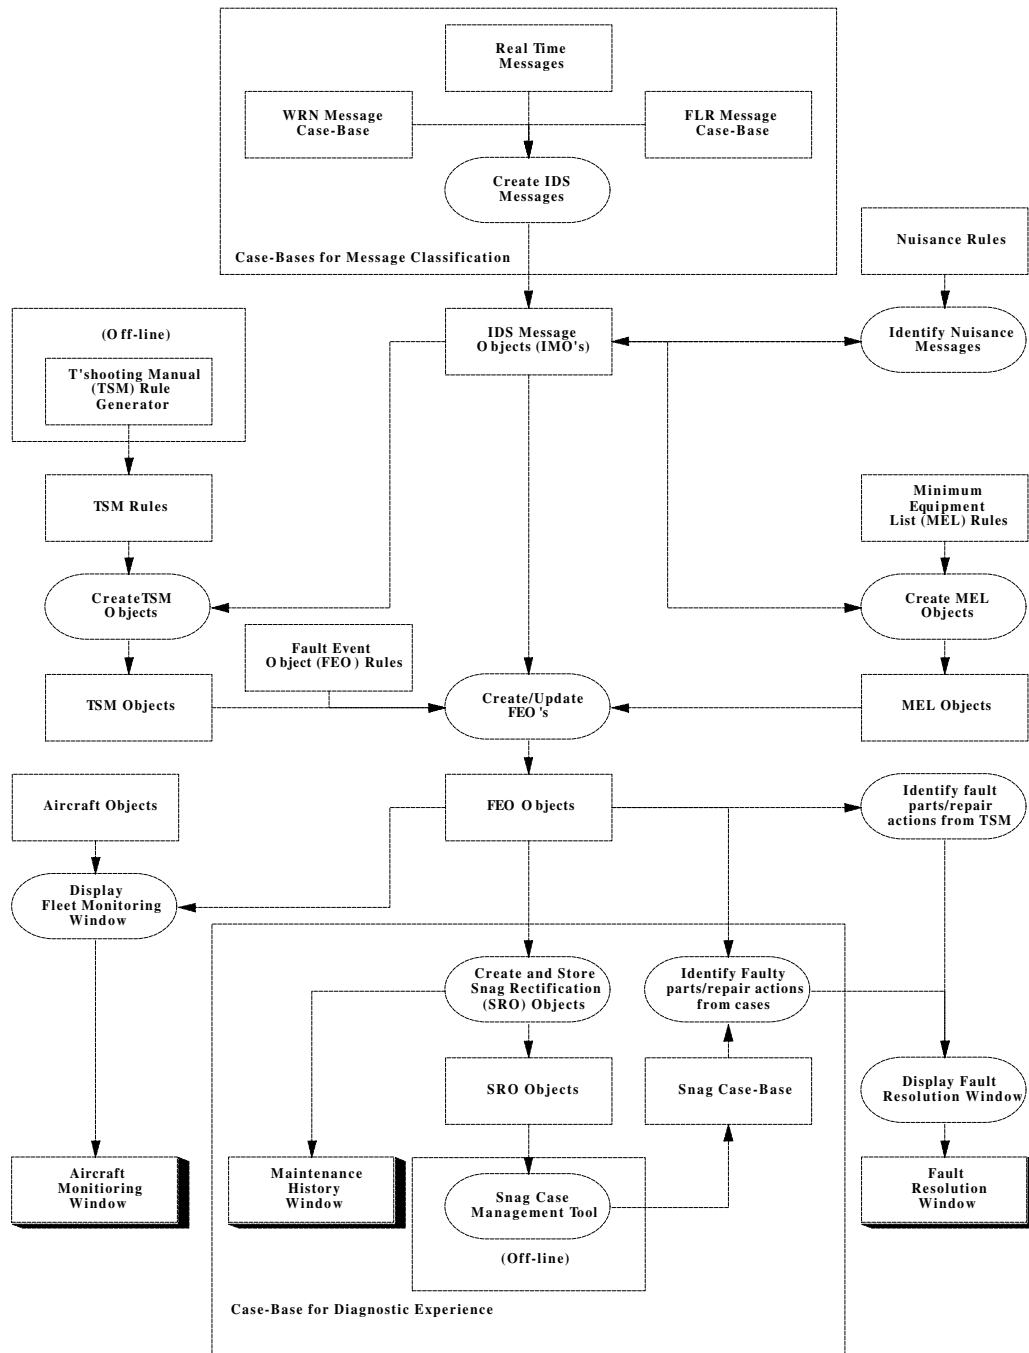 Real Time
Messages
WRN Message
Case-Base
FLR Message
Case-Base
Create IDS
Messages
Case-Bases for Message Classification
Nuisance Rules
(Off-line)
IDS Message
Objects (IMO's)
Identify Nuisance
Messages
T'shooting Manual
(TSM) Rule
Generator
TSM Rules
Minimum
Equipment
List (MEL) Rules
CreateTSM
Objects
Create MEL
Objects
Fault Event
Object (FEO) Rules
TSM Objects
Create/Update
FEO's
MEL Objects
Aircraft Objects
FEO Objects
Identify fault
parts/repair
actions from TSM
Display
Fleet Monitoring
Window
Create and Store
Snag Rectification
(SRO) Objects
Identify Faulty
parts/repair actions
from cases
SRO Objects
Snag Case-Base
Display Fault
Resolution Window
Aircraft
Monitioring
Window
Maintenance
History
Window
Snag Case
Management Tool
Fault
Resolution
Window
(Off-line)
Case-Base for Diagnostic Experience